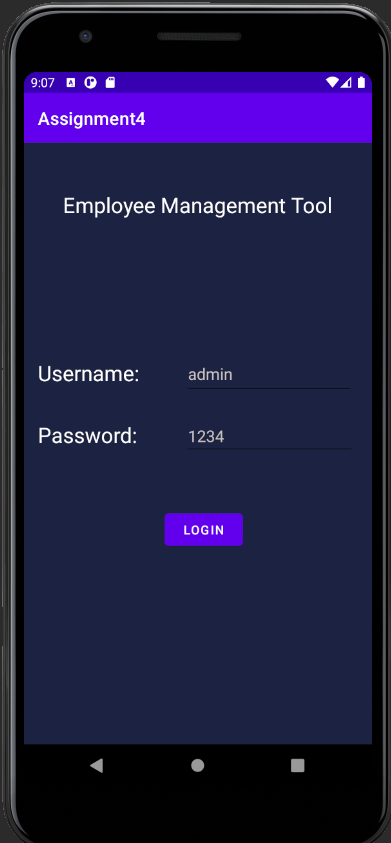 9:07
Assignment4
Employee Management Tool
Username: admin
Password: 1234
LOGIN